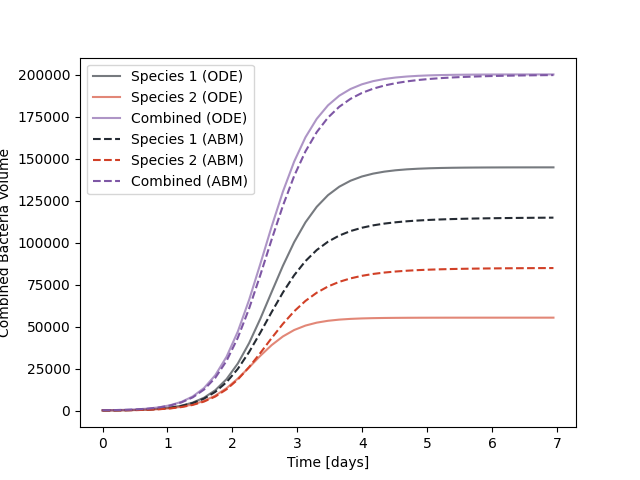 200000
175000
150000
125000
100000
75000
50000
25000
0
Combined Bacteria Volume
Species 1 (ODE)
Species 2 (ODE)
Combined (ODE)
Species 1 (ABM)
Species 2 (ABM)
Combined (ABM)
0 1 2 3 4 5 6 7
Time [days]